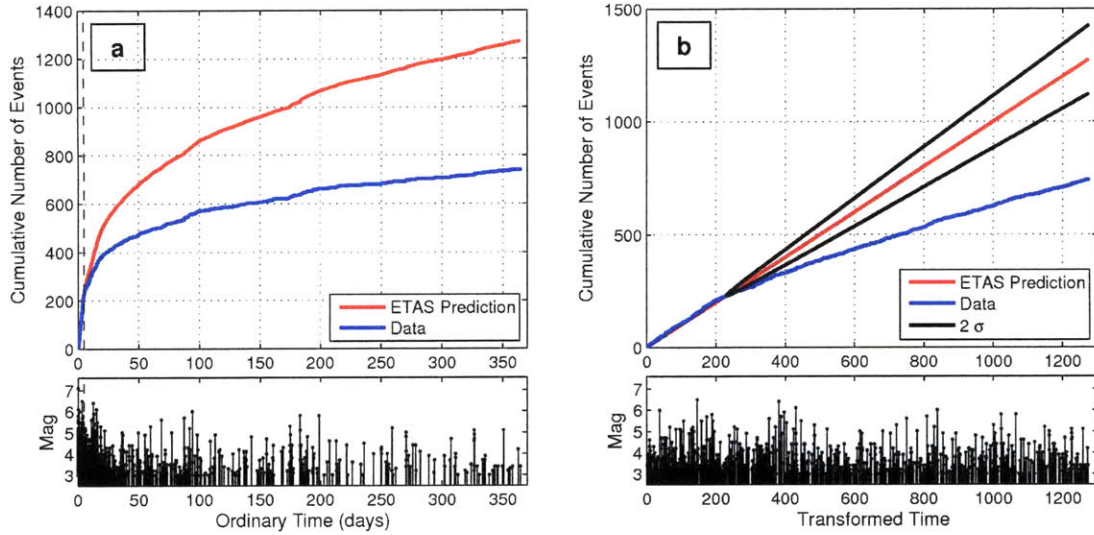 a
Cumulative Number of Events
1400
1200
1000
800
600
400
200
0
0 50 100 150 200 250 300 350
ETAS Prediction
Data
Mag
7
6
5
4
3
0 50 100 150 200 250 300 350
Ordinary Time (days)
b
Cumulative Number of Events
1500
1000
500
0
0 200 400 600 800 1000 1200
ETAS Prediction
Data
2 σ
Mag
7
6
5
4
3
0 200 400 600 800 1000 1200
Transformed Time